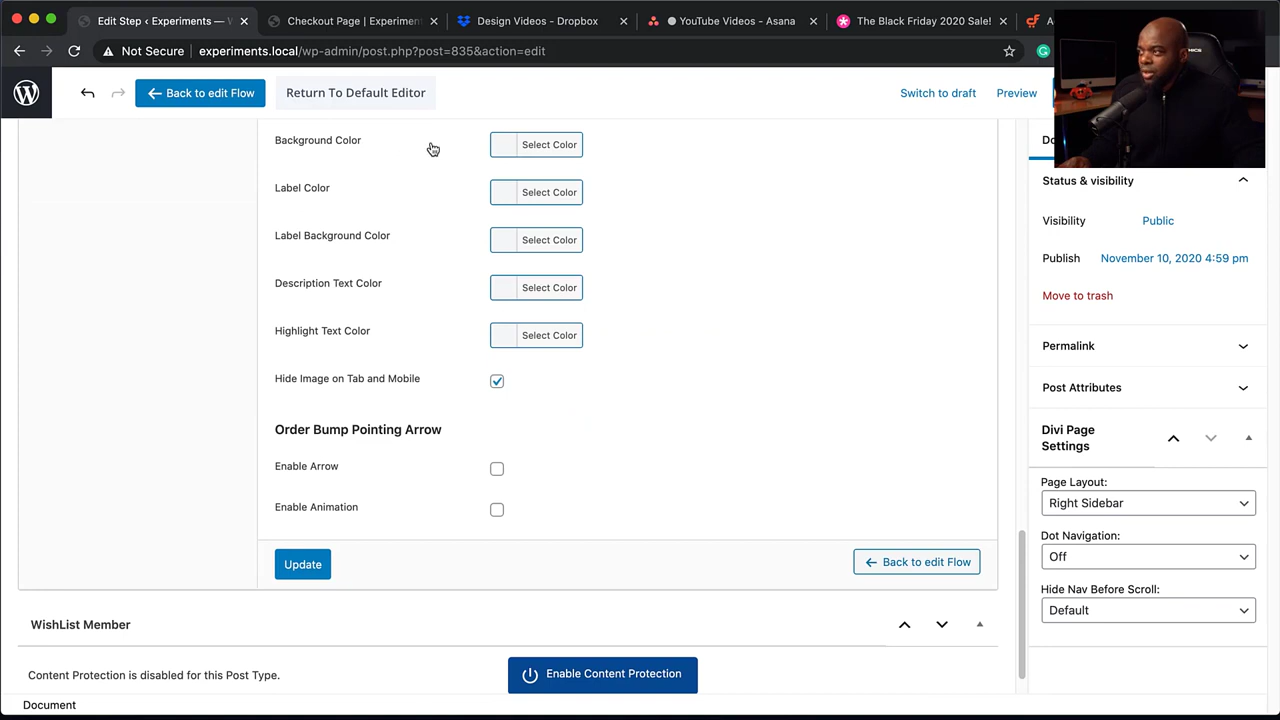 Edit Step ‹ Experiments — W
Checkout Page | Experiment
Design Videos - Dropbox
YouTube Videos - Asana
The Black Friday 2020 Sale!
Not Secure
experiments.local/wp-admin/post.php?post=835&action=edit
Back to edit Flow
Return To Default Editor
Switch to draft
Preview
Background Color
Select Color
Label Color
Select Color
Label Background Color
Select Color
Description Text Color
Select Color
Highlight Text Color
Select Color
Hide Image on Tab and Mobile
Order Bump Pointing Arrow
Enable Arrow
Enable Animation
Update
Back to edit Flow
WishList Member
Content Protection is disabled for this Post Type.
Enable Content Protection
Document
Status & visibility
Visibility
Public
Publish
November 10, 2020 4:59 pm
Move to trash
Permalink
Post Attributes
Divi Page
Settings
Page Layout:
Right Sidebar
Dot Navigation:
Off
Hide Nav Before Scroll:
Default